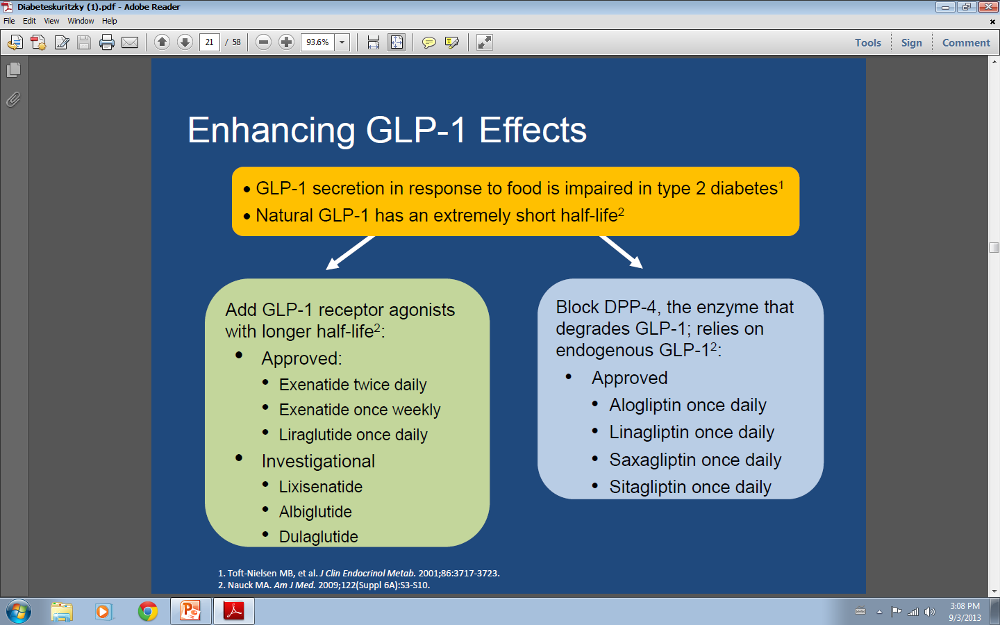 Diabeteskuritzky (1).pdf - Adobe Reader
File Edit View Window Help
21 / 58 93.6% Tools Sign Comment
Enhancing GLP-1 Effects
• GLP-1 secretion in response to food is impaired in type 2 diabetes1
• Natural GLP-1 has an extremely short half-life2
Add GLP-1 receptor agonists
with longer half-life2:
• Approved:
• Exenatide twice daily
• Exenatide once weekly
• Liraglutide once daily
• Investigational
• Lixisenatide
• Albiglutide
• Dulaglutide
Block DPP-4, the enzyme that
degrades GLP-1; relies on
endogenous GLP-12:
• Approved
• Alogliptin once daily
• Linagliptin once daily
• Saxagliptin once daily
• Sitagliptin once daily
1. Toft-Nielsen MB, et al. J Clin Endocrinol Metab. 2001;86:3717-3723.
2. Nauck MA. Am J Med. 2009;122(Suppl 6A):S3-S10.
3:08 PM
9/3/2013